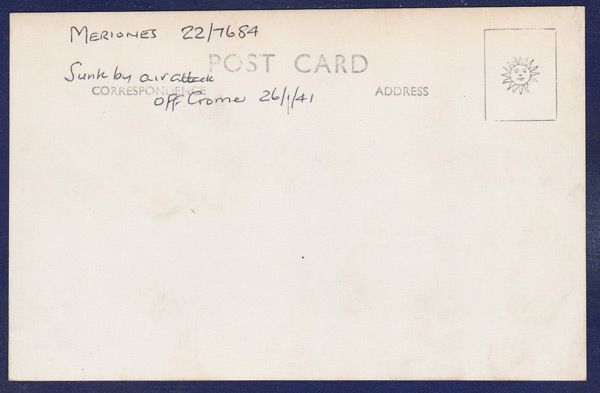 MERIONES 22/7684
POST CARD
Sunk by air attack
CORRESPONDENCE ADDRESS
off Cromer 26/1/41